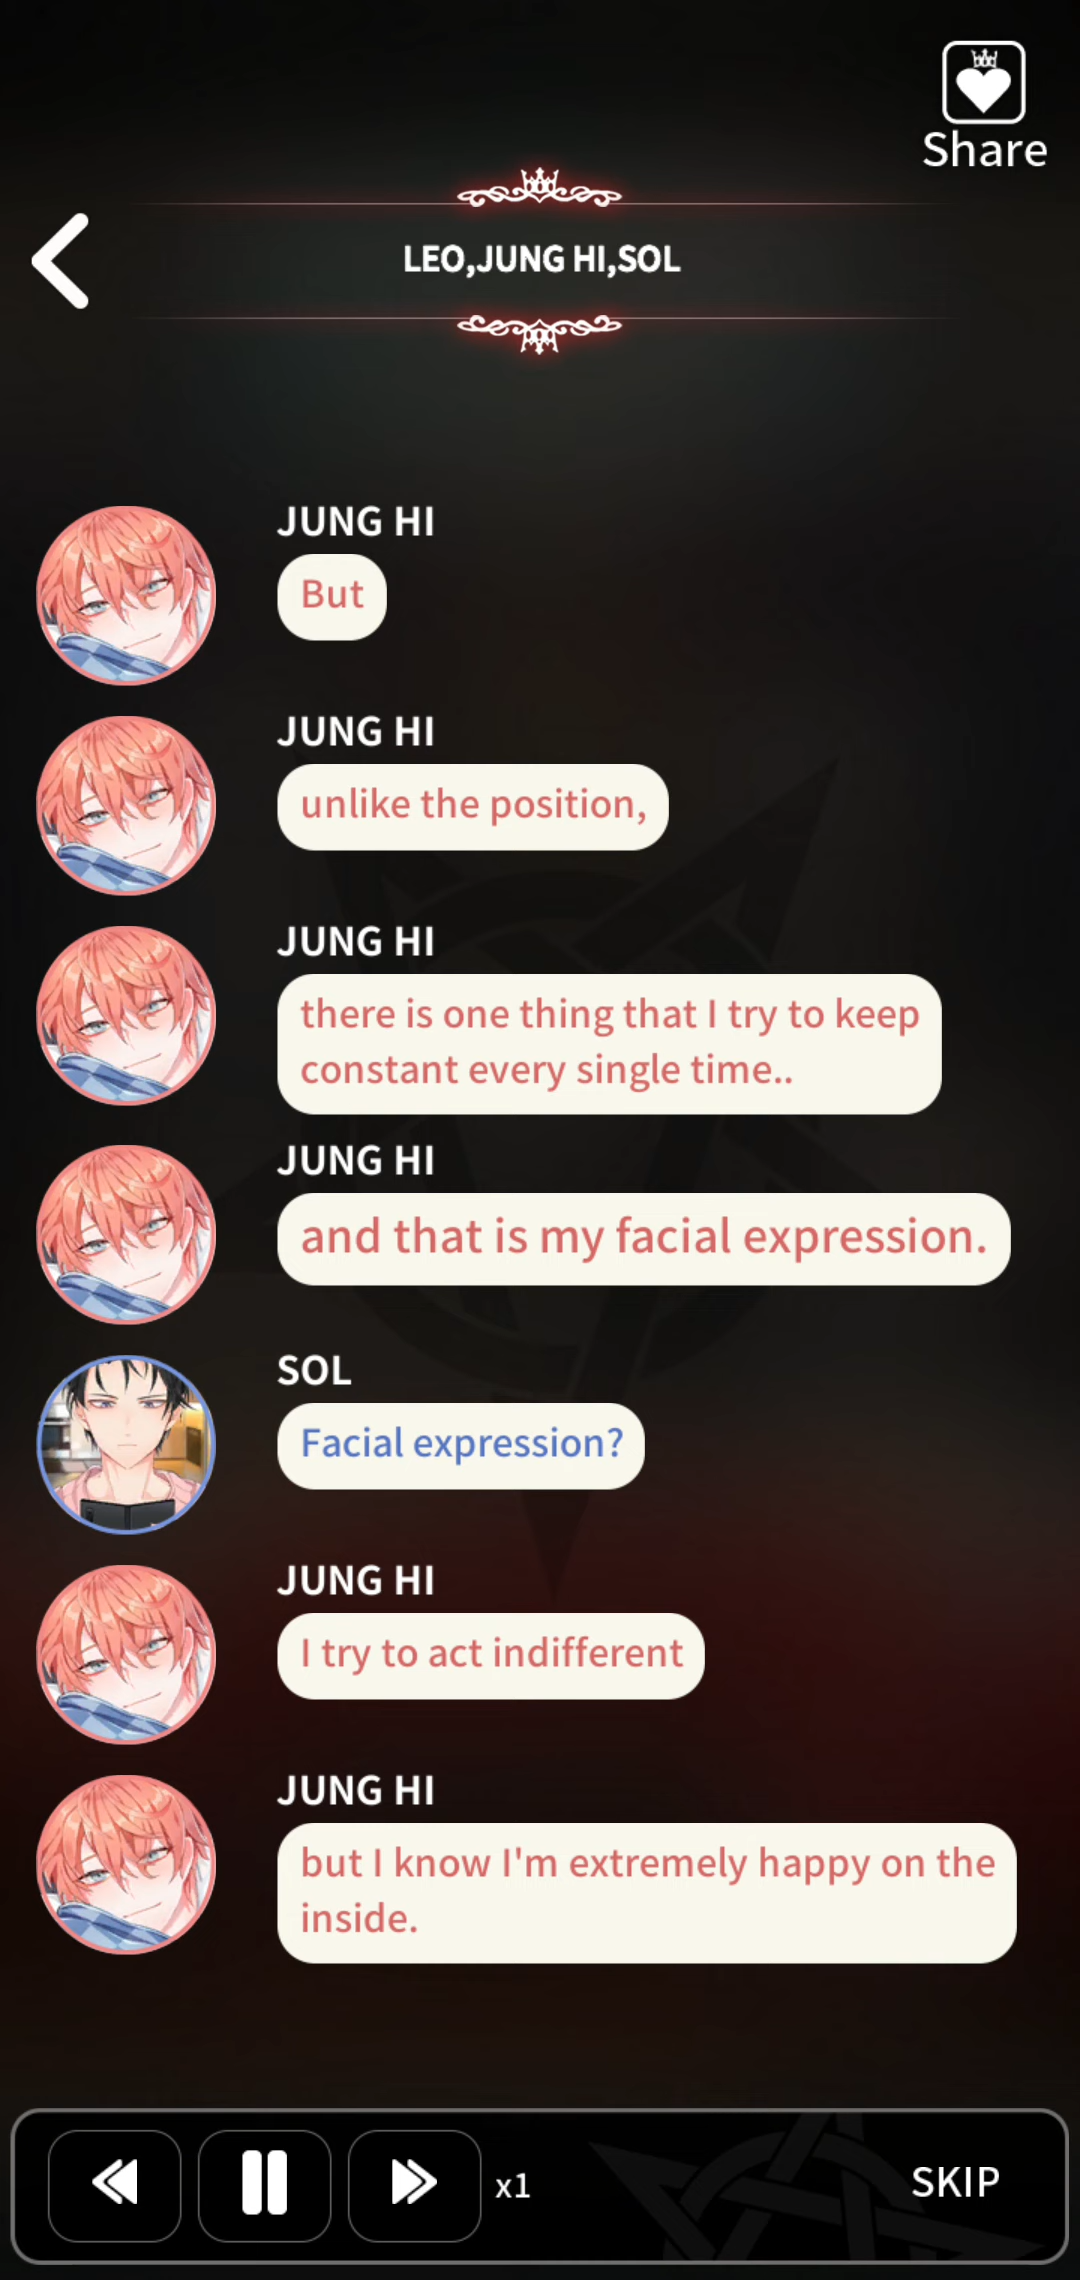 Share
LEO,JUNG HI,SOL
JUNG HI
But
JUNG HI
unlike the position,
JUNG HI
there is one thing that I try to keep
constant every single time..
JUNG HI
and that is my facial expression.
SOL
Facial expression?
JUNG HI
I try to act indifferent
JUNG HI
but I know I'm extremely happy on the
inside.
x1
SKIP